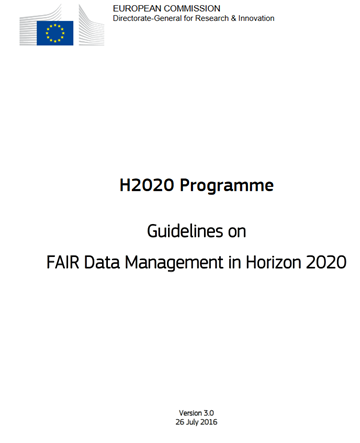 EUROPEAN COMMISSION
Directorate-General for Research & Innovation
H2020 Programme
Guidelines on
FAIR Data Management in Horizon 2020
Version 3.0
26 July 2016